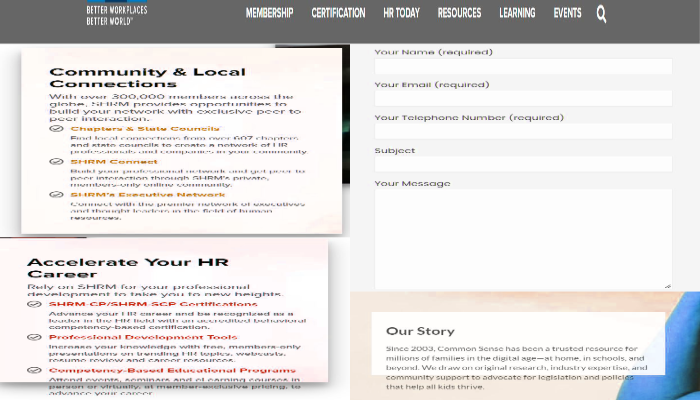 BETTER WORKPLACES
BETTER WORLD™
MEMBERSHIP CERTIFICATION HR TODAY RESOURCES LEARNING EVENTS
Community & Local
Connections
With over 300,000 members across the
globe, SHRM provides opportunities to
build your network with exclusive peer to
peer interaction.
Chapters & State Councils
Find local connections from over 607 chapters
and state councils to create a network of HR
professionals and companies in your community.
SHRM Connect
Build your professional network and get peer to
peer interaction through SHRM's private,
members-only online community.
SHRM's Executive Network
Connect with the premier network of executives
and thought leaders in the field of human
resources.
Accelerate Your HR
Career
Rely on SHRM for your professional
development to take you to new heights.
SHRM-CP/SHRM-SCP Certifications
Advance your HR career and be recognized as a
leader in the HR field with an accredited behavioral
competency-based certification.
Professional Development Tools
Increase your knowledge with free, members-only
presentations on trending HR topics, webcasts,
resume review and career resources.
Competency-Based Educational Programs
Attend events, seminars and eLearning courses in
person or virtually, at member-exclusive pricing, to
advance your career.
Your Name (required)
Your Email (required)
Your Telephone Number (required)
Subject
Your Message
Our Story
Since 2003, Common Sense has been a trusted resource for
millions of families in the digital age—at home, in schools, and
beyond. We draw on original research, industry expertise, and
community support to advocate for legislation and policies
that help all kids thrive.